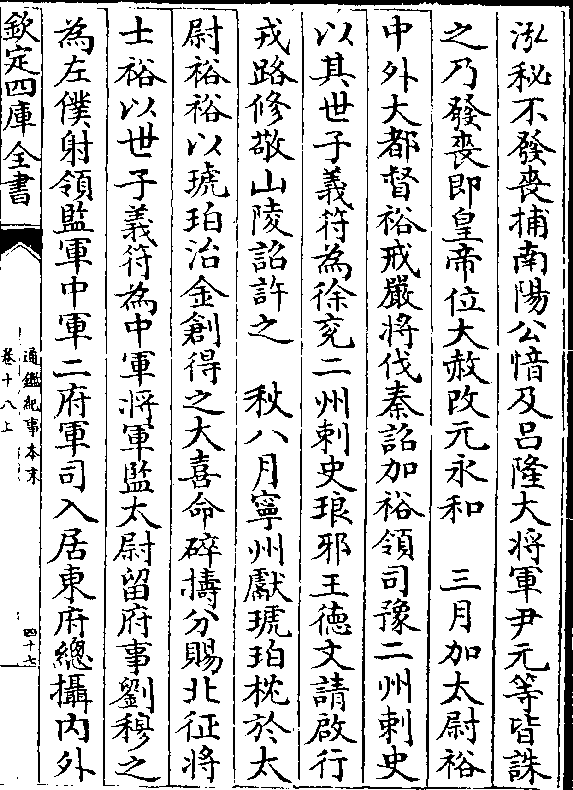 泓秘不發喪捕南陽公愔及呂隆大將軍尹元等皆誅
之乃發喪即皇帝位大赦改元永和　三月加太尉裕
中外大都督裕戒嚴將伐秦詔加裕領司豫二州刺史
以其世子義符為徐兖二州刺史琅邪王德文請啟行
戎路修敬山陵詔許之　秋八月寧州獻琥珀枕於太
尉裕裕以琥珀治金創得之大喜命碎擣分賜北征將
士裕以世子義符為中軍將軍監太尉留府事劉穆之
為左僕射領監軍中軍二府軍司入居東府總攝内外
欽定四庫全書
通鑑紀事本末
卷十八上
四十七